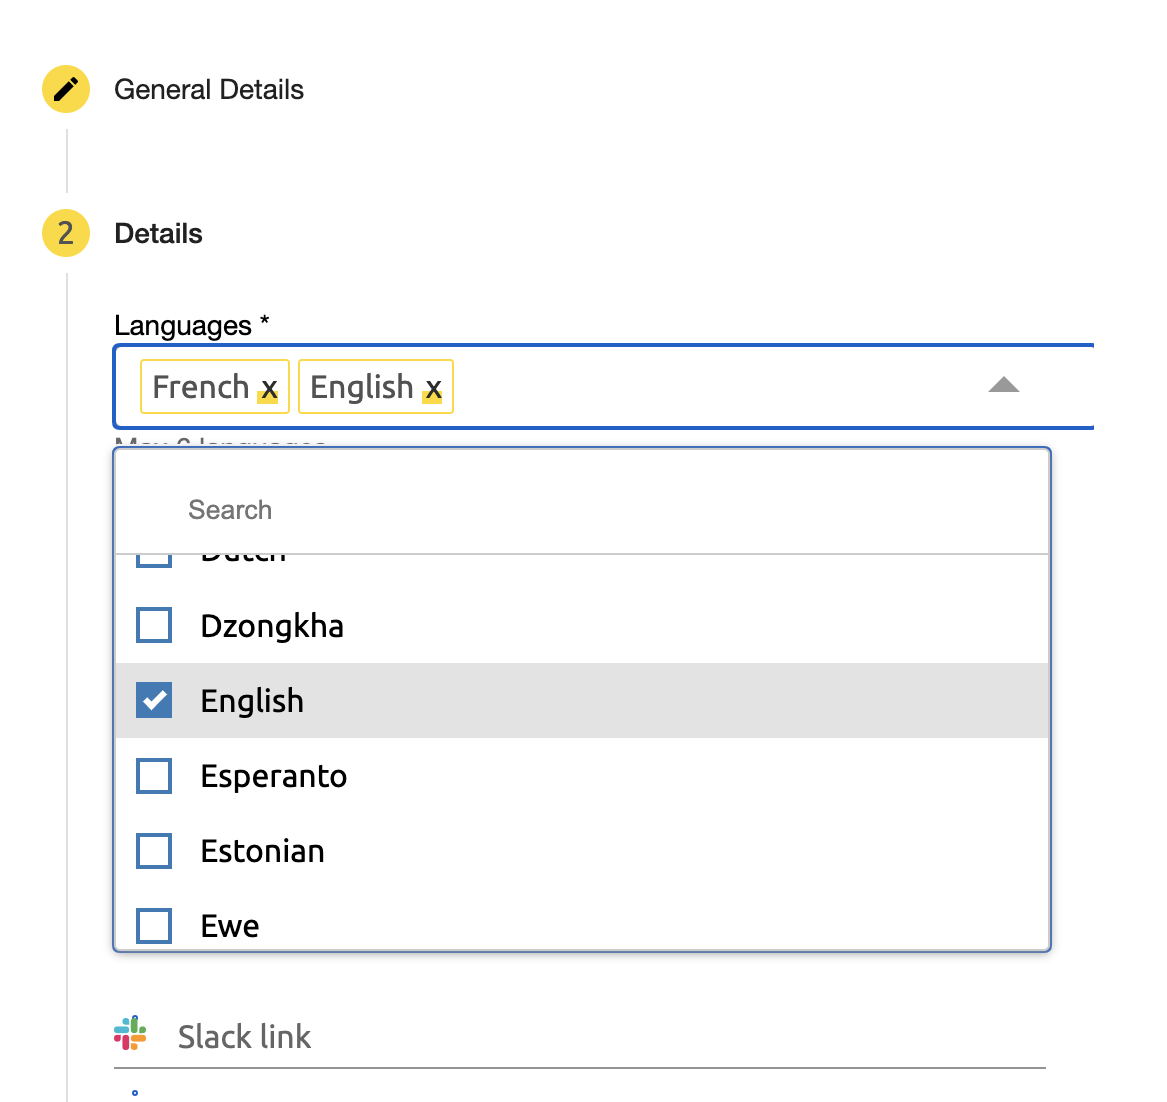 General Details
2 Details
Languages *
French x English x
Search
Dzongkha
English
Esperanto
Estonian
Ewe
Slack link